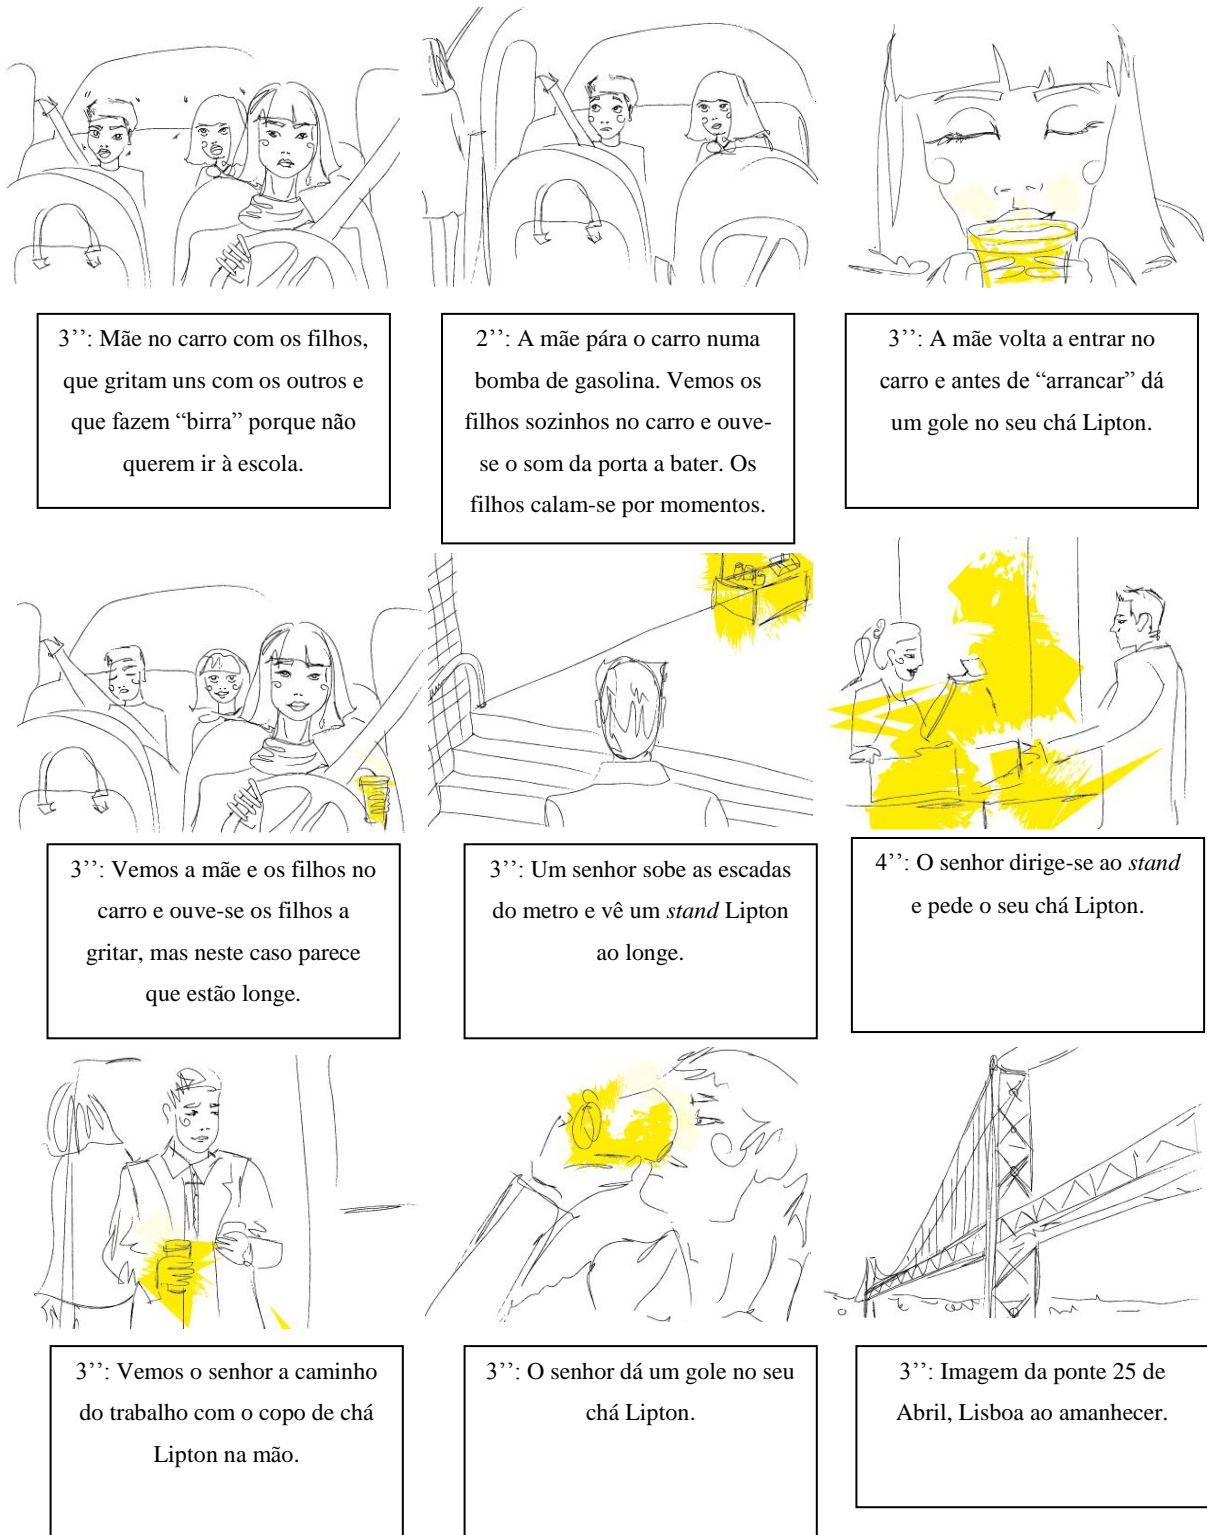 3’’: Mãe no carro com os filhos,
que gritam uns com os outros e
que fazem “birra” porque não
querem ir à escola.
2’’: A mãe pára o carro numa
bomba de gasolina. Vemos os
filhos sozinhos no carro e ouve-
se o som da porta a bater. Os
filhos calam-se por momentos.
3’’: A mãe volta a entrar no
carro e antes de “arrancar” dá
um gole no seu chá Lipton.
3’’: Vemos a mãe e os filhos no
carro e ouve-se os filhos a
gritar, mas neste caso parece
que estão longe.
3’’: Um senhor sobe as escadas
do metro e vê um stand Lipton
ao longe.
4’’: O senhor dirige-se ao stand
e pede o seu chá Lipton.
3’’: Vemos o senhor a caminho
do trabalho com o copo de chá
Lipton na mão.
3’’: O senhor dá um gole no seu
chá Lipton.
3’’: Imagem da ponte 25 de
Abril, Lisboa ao amanhecer.